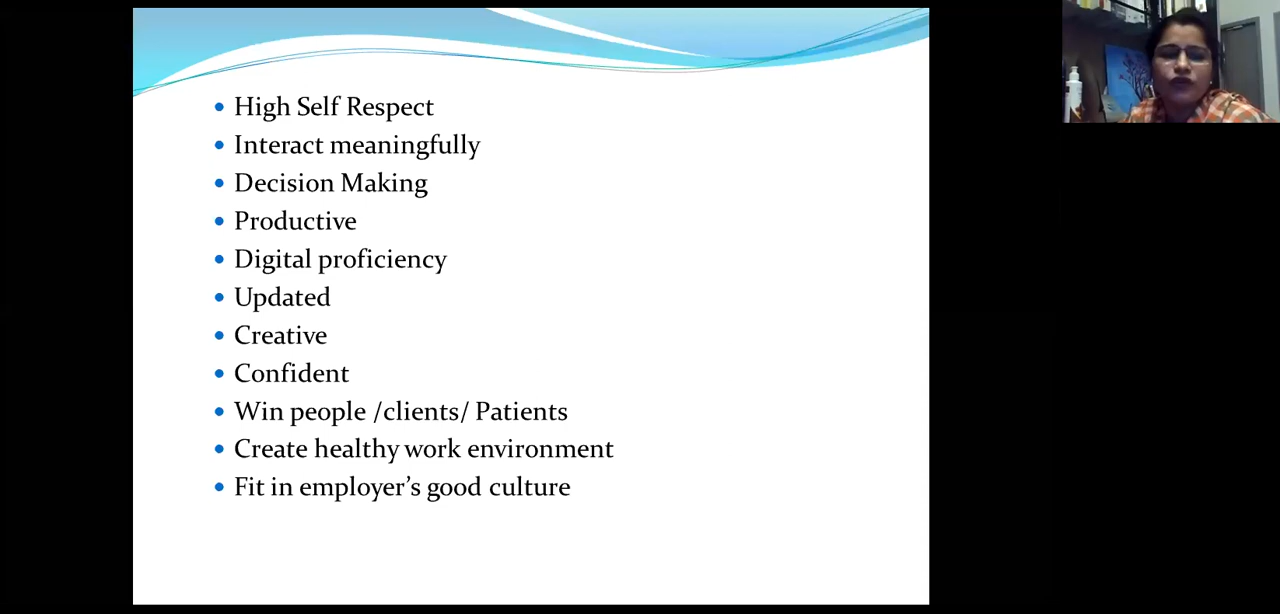 • High Self Respect
• Interact meaningfully
• Decision Making
• Productive
• Digital proficiency
• Updated
• Creative
• Confident
• Win people /clients/ Patients
• Create healthy work environment
• Fit in employer’s good culture